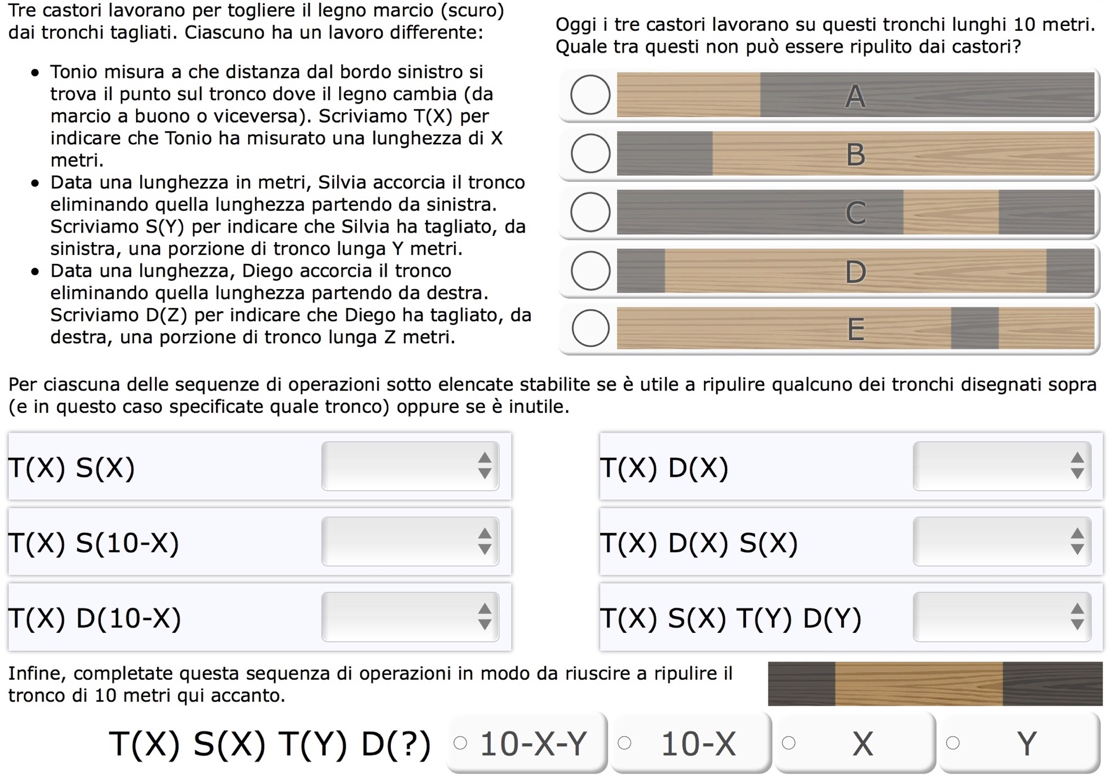 Tre castori lavorano per togliere il legno marcio (scuro)
dai tronchi tagliati. Ciascuno ha un lavoro differente:
• Tonio misura a che distanza dal bordo sinistro si
trova il punto sul tronco dove il legno cambia (da
marcio a buono o viceversa). Scriviamo T(X) per
indicare che Tonio ha misurato una lunghezza di X
metri.
• Data una lunghezza in metri, Silvia accorcia il tronco
eliminando quella lunghezza partendo da sinistra.
Scriviamo S(Y) per indicare che Silvia ha tagliato, da
sinistra, una porzione di tronco lunga Y metri.
• Data una lunghezza, Diego accorcia il tronco
eliminando quella lunghezza partendo da destra.
Scriviamo D(Z) per indicare che Diego ha tagliato, da
destra, una porzione di tronco lunga Z metri.
Oggi i tre castori lavorano su questi tronchi lunghi 10 metri.
Quale tra questi non può essere ripulito dai castori?
A
B
C
D
E
Per ciascuna delle sequenze di operazioni sotto elencate stabilite se è utile a ripulire qualcuno dei tronchi disegnati sopra
(e in questo caso specificate quale tronco) oppure se è inutile.
T(X) S(X)
T(X) D(X)
T(X) S(10-X)
T(X) D(X) S(X)
T(X) D(10-X)
T(X) S(X) T(Y) D(Y)
Infine, completate questa sequenza di operazioni in modo da riuscire a ripulire il
tronco di 10 metri qui accanto.
T(X) S(X) T(Y) D(?) 10-X-Y 10-X X Y